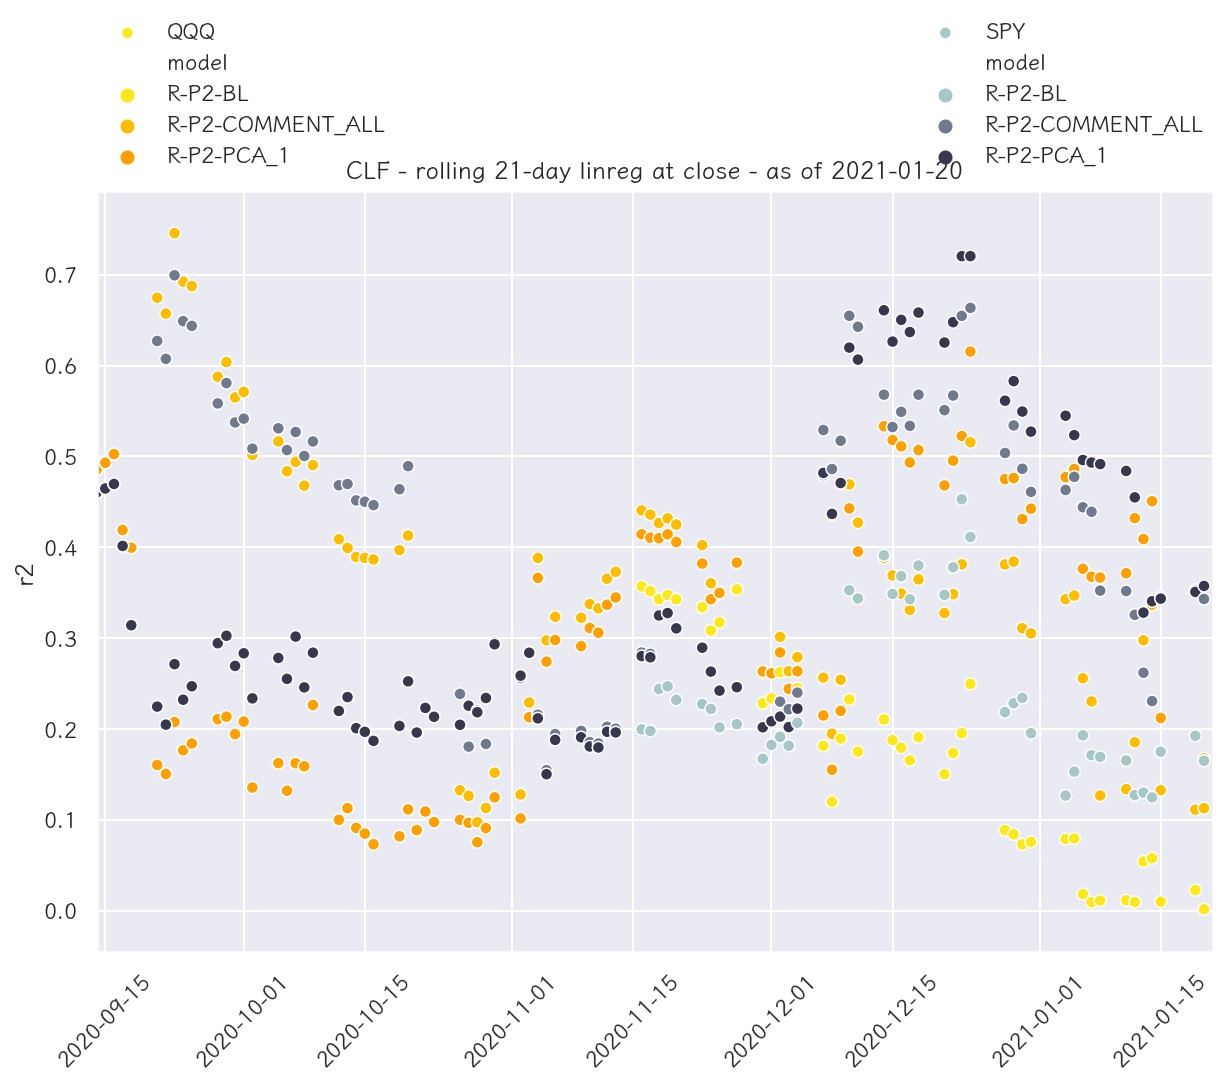 QQQ
model
R-P2-BL
R-P2-COMMENT_ALL
R-P2-PCA_1
SPY
model
R-P2-BL
R-P2-COMMENT_ALL
R-P2-PCA_1
CLF - rolling 21-day linreg at close - as of 2021-01-20
r2
0.7
0.6
0.5
0.4
0.3
0.2
0.1
0.0
2020-09-15
2020-10-01
2020-10-15
2020-11-01
2020-11-15
2020-12-01
2020-12-15
2021-01-01
2021-01-15